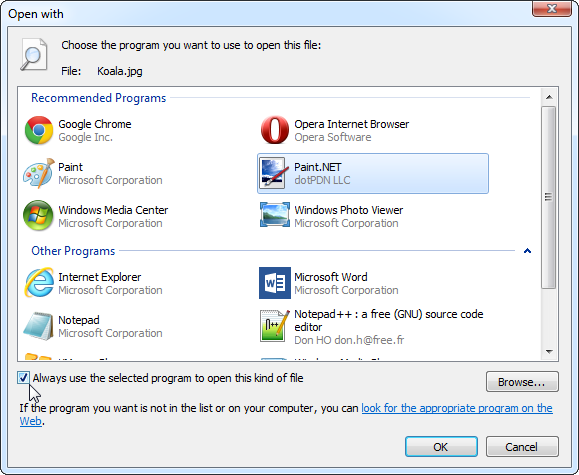 Open with
Choose the program you want to use to open this file:
File: Koala.jpg
Recommended Programs
Google Chrome
Google Inc.
Opera Internet Browser
Opera Software
Paint
Microsoft Corporation
Paint.NET
dotPDN LLC
Windows Media Center
Microsoft Corporation
Windows Photo Viewer
Microsoft Corporation
Other Programs
Internet Explorer
Microsoft Corporation
Microsoft Word
Microsoft Corporation
Notepad
Microsoft Corporation
Notepad++ : a free (GNU) source code
editor
Don HO don.h@free.fr
Always use the selected program to open this kind of file
Browse...
If the program you want is not in the list or on your computer, you can look for the appropriate program on the
Web.
OK
Cancel